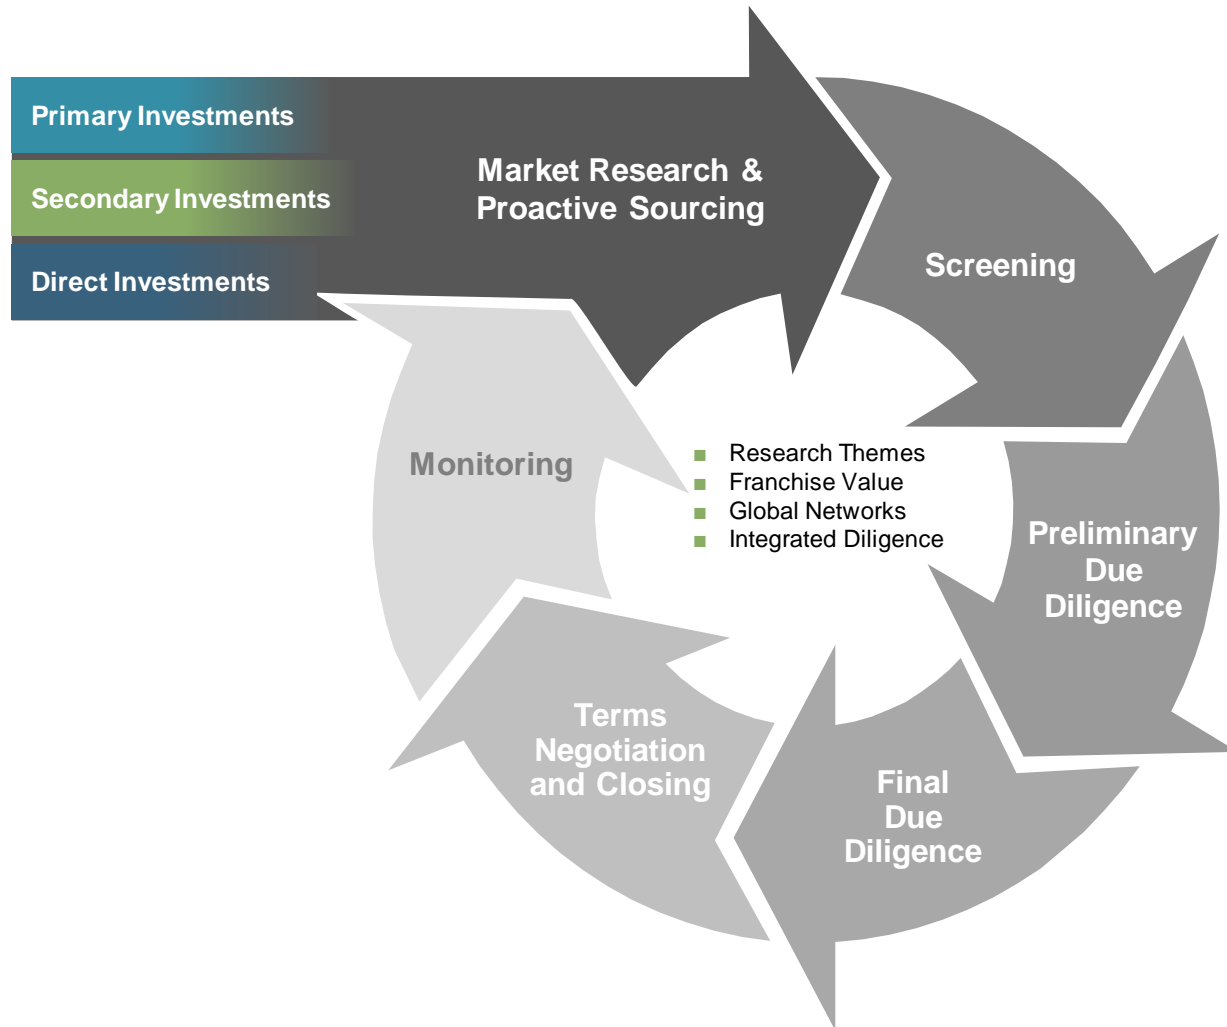 Primary Investments
Secondary Investments
Direct Investments
Market Research &
Proactive Sourcing
Screening
Preliminary
Due
Diligence
Final
Due
Diligence
Terms
Negotiation
and Closing
Monitoring
Research Themes
Franchise Value
Global Networks
Integrated Diligence